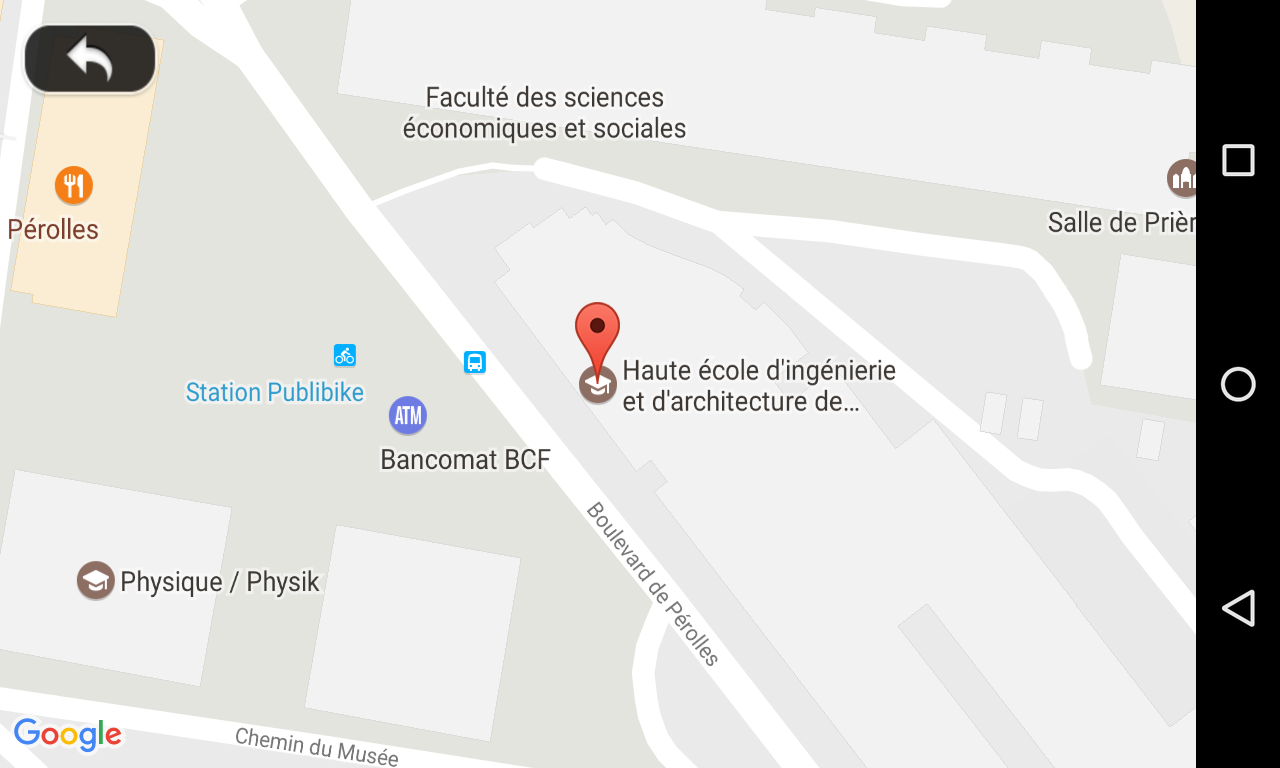 Faculté des sciences
économiques et sociales
Pérolles
Salle de Prièr
Haute école d'ingénierie
et d'architecture de...
Station Publibike
ATM
Bancomat BCF
Boulevard de Pérolles
Physique / Physik
Chemin du Musée
Google